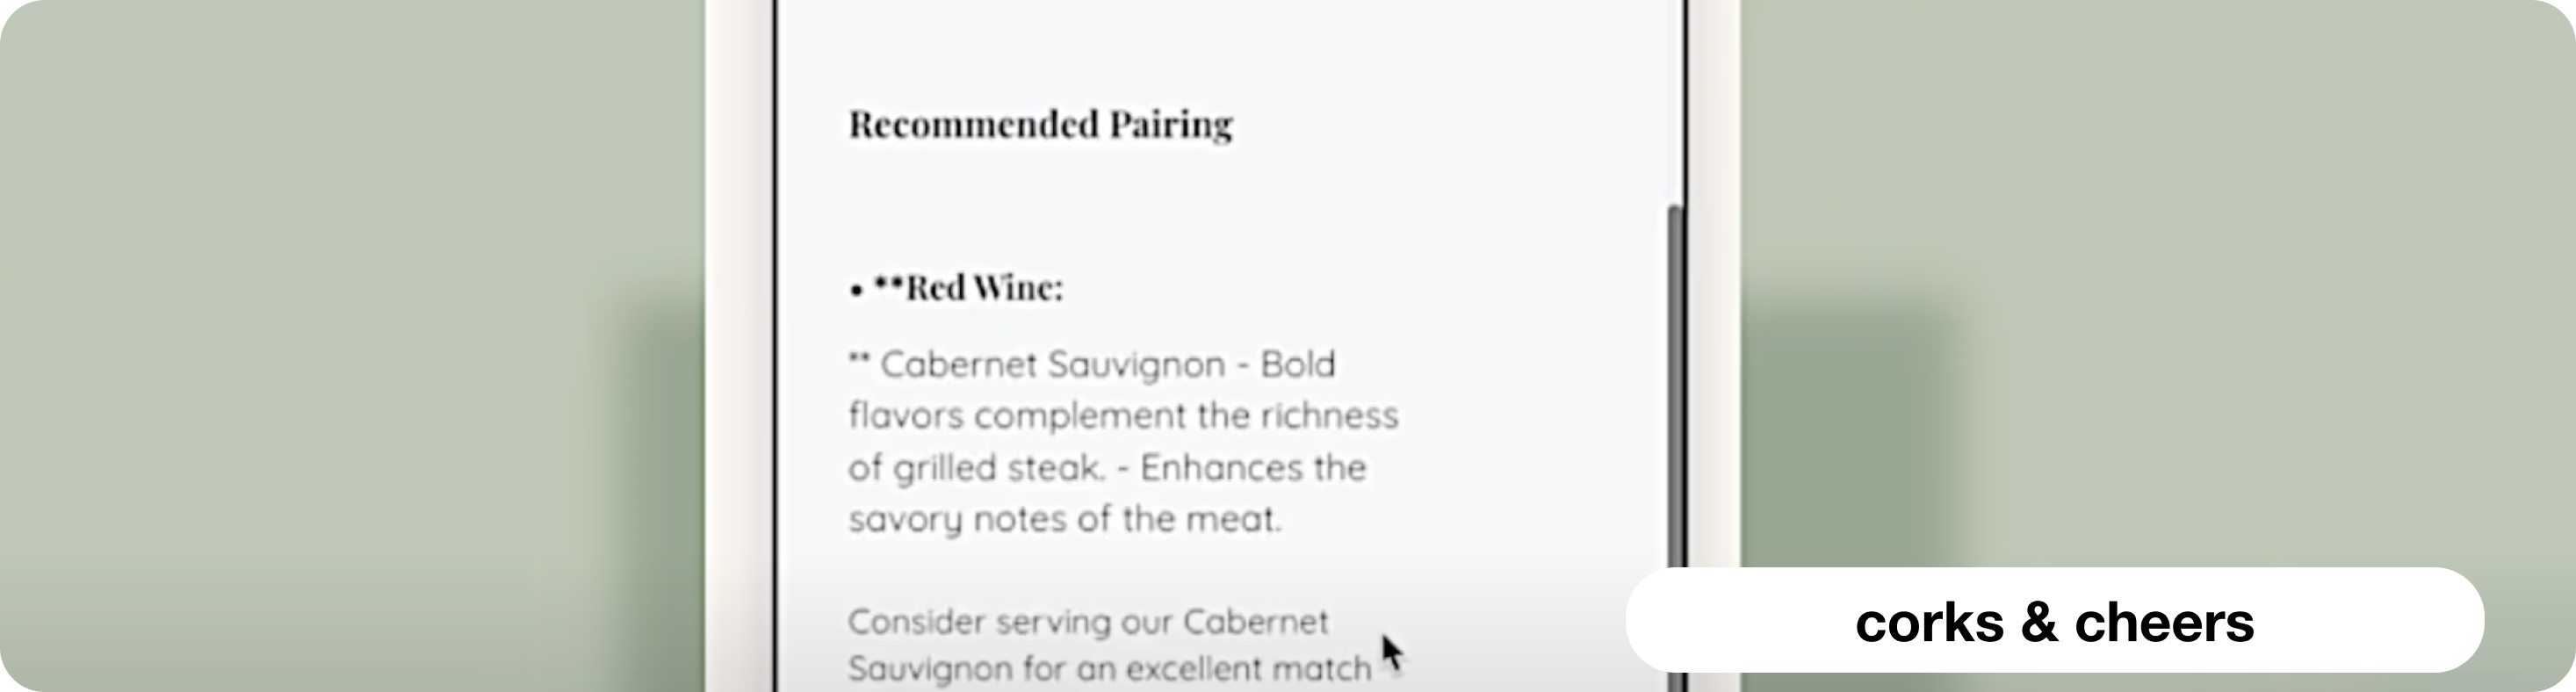 Recommended Pairing
• **Red Wine:
** Cabernet Sauvignon - Bold
flavors complement the richness
of grilled steak. - Enhances the
savory notes of the meat.
Consider serving our Cabernet
Sauvignon for an excellent match
corks & cheers